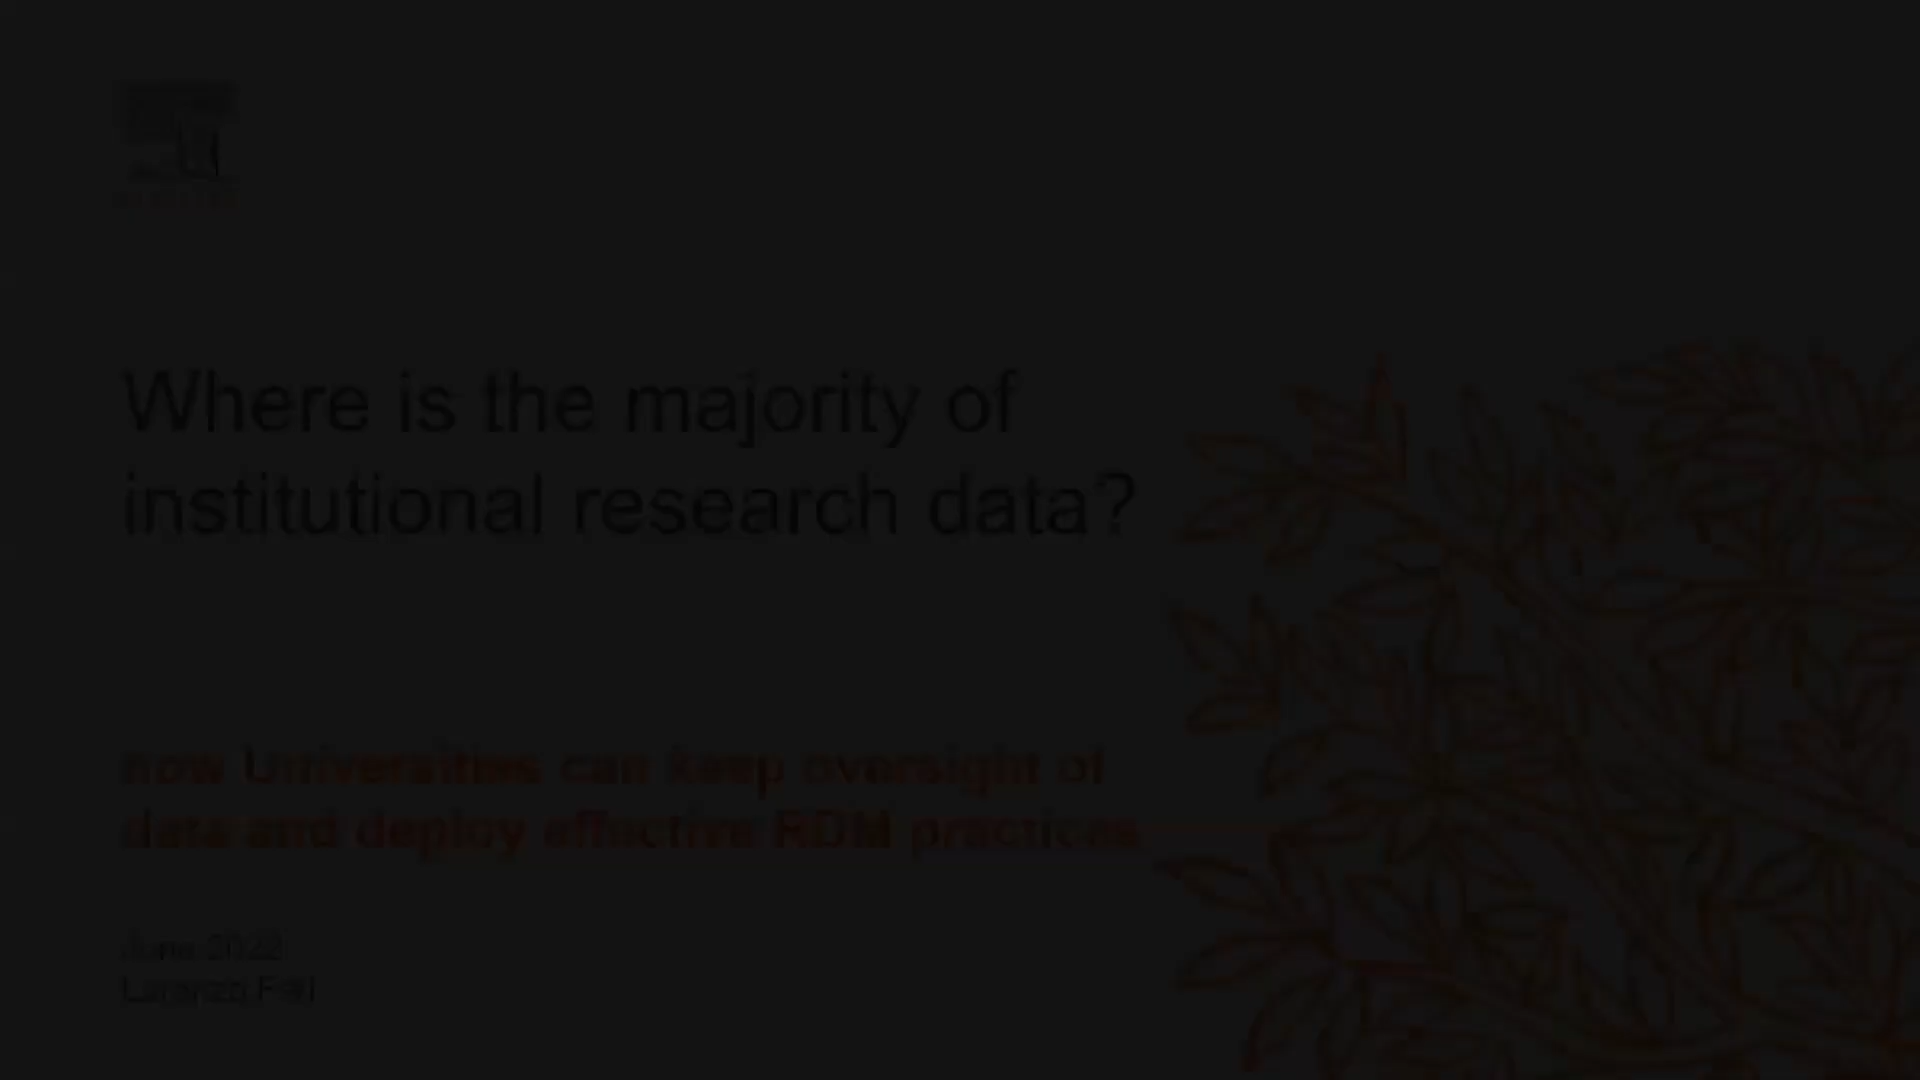 Where is the majority of
institutional research data?
how Universities can keep oversight of
data and deploy effective RDM practices
June 2022